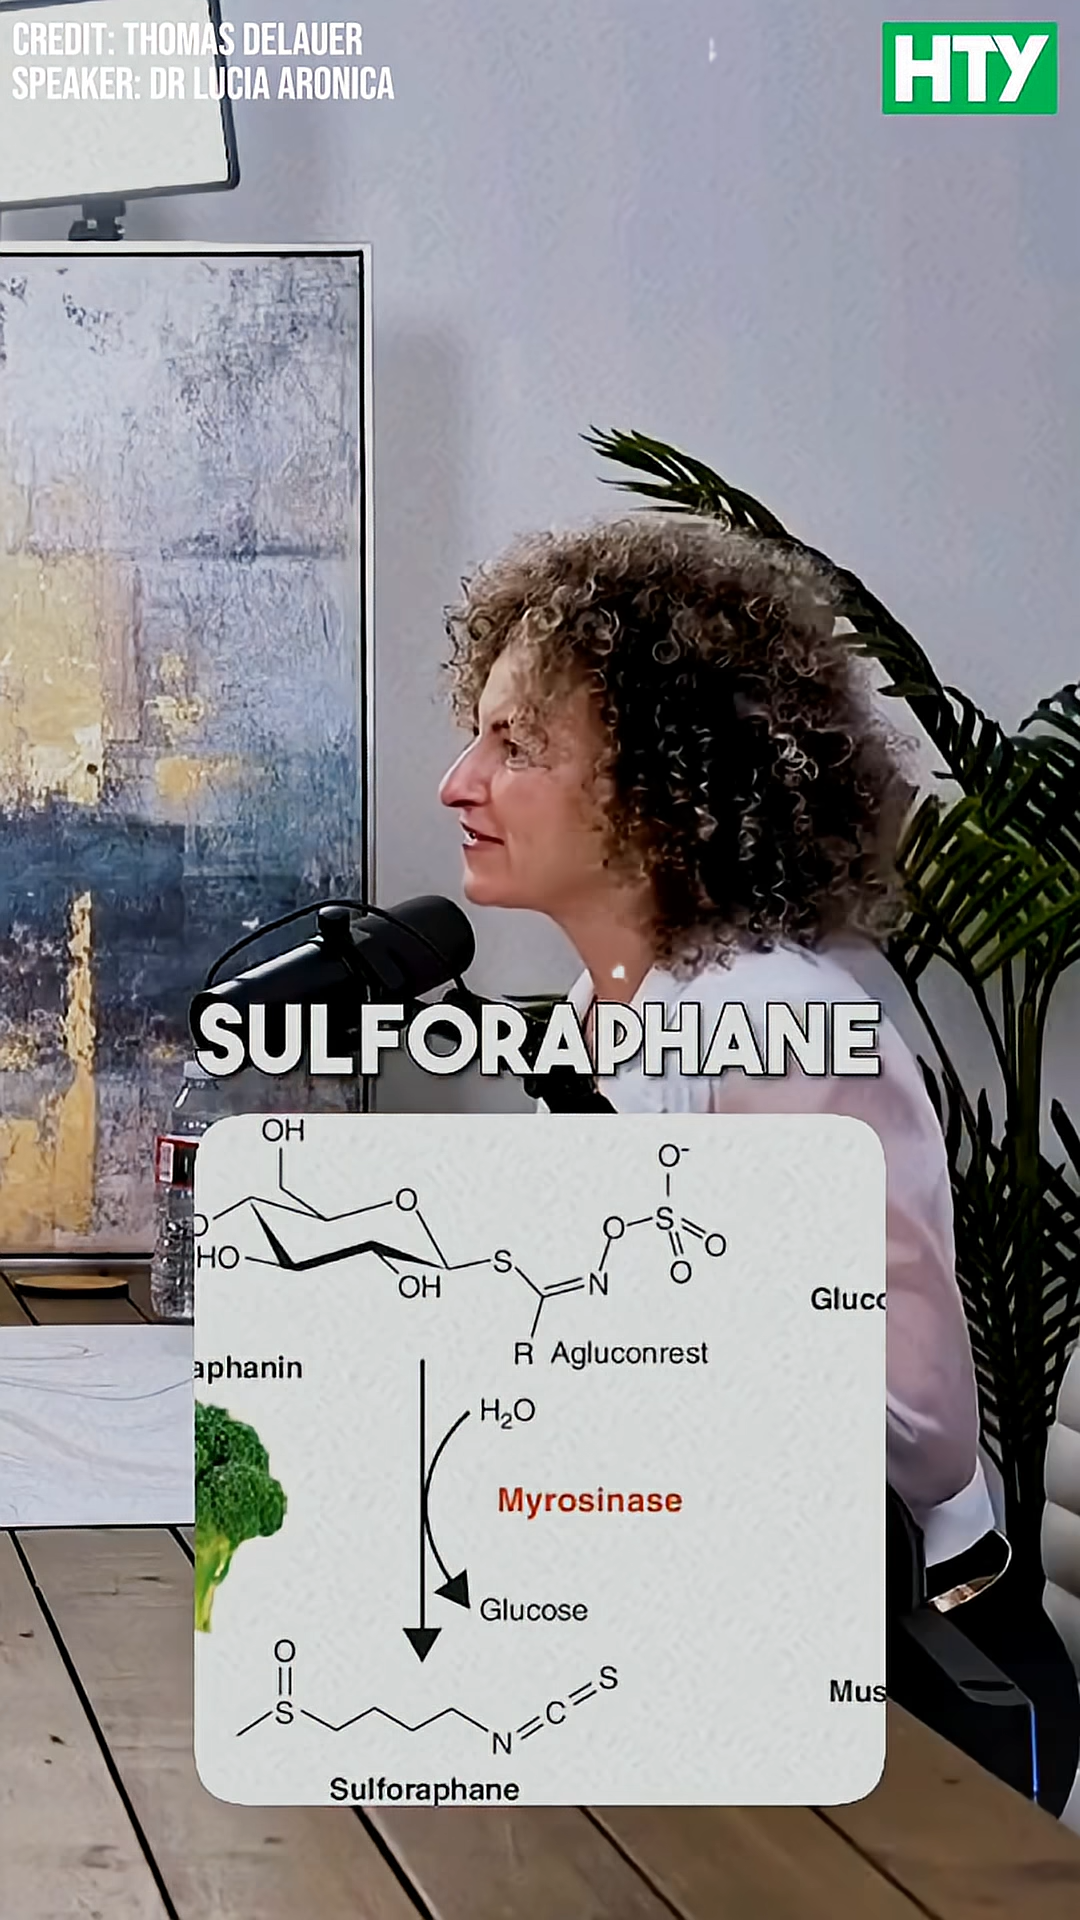 CREDIT: THOMAS DELAUER
SPEAKER: DR LUCIA ARONICA
HTY
SULFORAPHANE
OH
O
O
HO
OH
S
N
O
S
O-
O
O
R Agluconrest
Gluco
aphanin
H2O
Myrosinase
Glucose
O
S
N
C
S
Mus
Sulforaphane